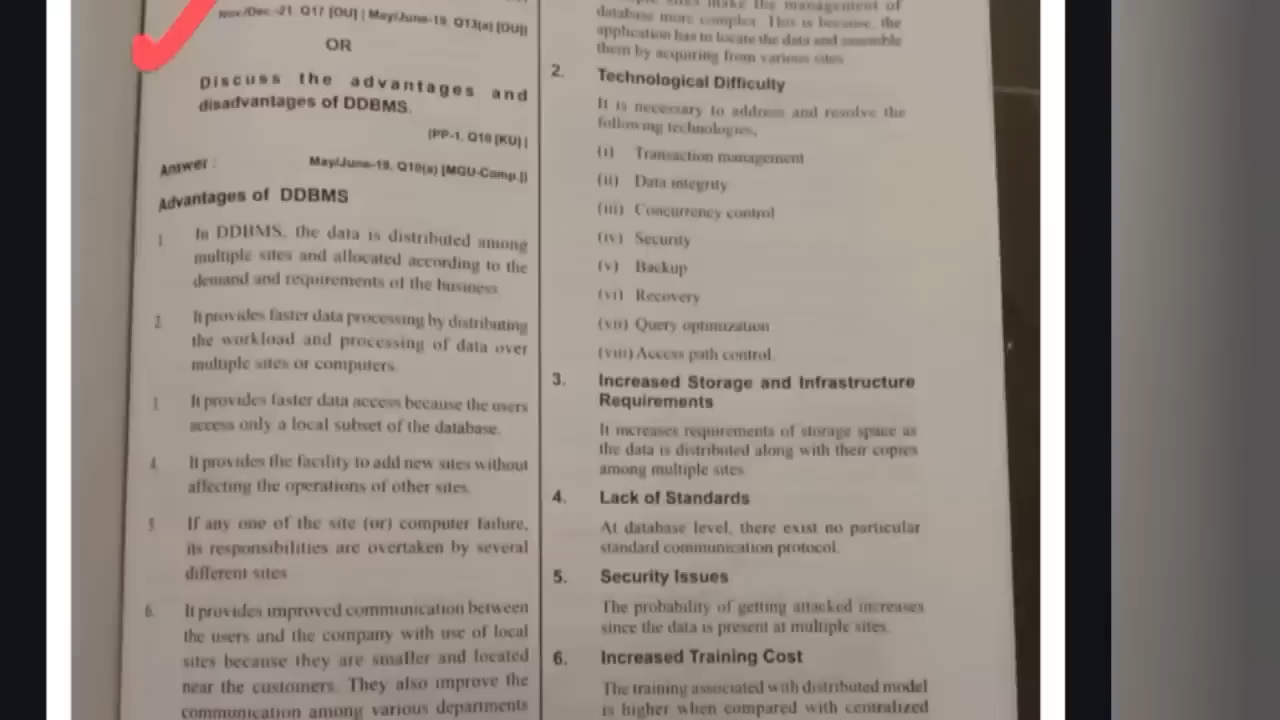 Nov/Dec.-21, Q17 [OU] | May/June-19, Q13(a) [OU]
OR
Discuss the advantages and
disadvantages of DDBMS.
[PP-1, Q16 [KU] |
Answer :
May/June-19, Q10(a) [MGU-Comp.])
Advantages of DDBMS
1. In DDBMS, the data is distributed among
multiple sites and allocated according to the
demand and requirements of the business.
2. It provides faster data processing by distributing
the workload and processing of data over
multiple sites or computers.
3. It provides faster data access because the users
access only a local subset of the database.
4. It provides the facility to add new sites without
affecting the operations of other sites.
5. If any one of the site (or) computer failure,
its responsibilities are overtaken by several
different sites.
6. It provides improved communication between
the users and the company with use of local
sites because they are smaller and located
near the customers. They also improve the
communication among various departments
make the management of
database more complex. This is because, the
application has to locate the data and assemble
them by acquiring from various sites
2. Technological Difficulty
It is necessary to address and resolve the
following technologies,
(i) Transaction management
(ii) Data integrity
(iii) Concurrency control
(iv) Security
(v) Backup
(vi) Recovery
(vii) Query optimization
(viii) Access path control.
3. Increased Storage and Infrastructure
Requirements
It increases requirements of storage space as
the data is distributed along with their copies
among multiple sites.
4. Lack of Standards
At database level, there exist no particular
standard communication protocol.
5. Security Issues
The probability of getting attacked increases
since the data is present at multiple sites.
6. Increased Training Cost
The training associated with distributed model
is higher when compared with centralized